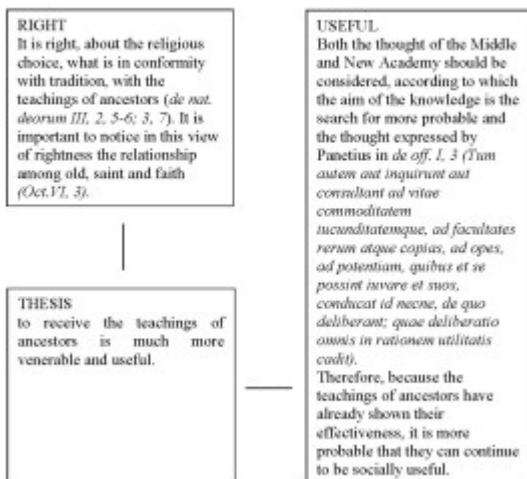 RIGHT
It is right, about the religious
choice, what is in conformity
with tradition, with the
teachings of ancestors (de nat.
deorum III, 2, 5-6; 3, 7). It is
important to notice in this view
of rightness the relationship
among old, saint and faith
(Oct.VI, 3).
THESIS
to receive the teachings of
ancestors is much more
venerable and useful.
USEFUL
Both the thought of the Middle
and New Academy should be
considered, according to which
the aim of the knowledge is the
search for more probable and
the thought expressed by
Panetius in de off. I, 3 (Tum
autem aut inquirunt aut
consultant ad vitae
commoditatem
iucunditatemque, ad facultates
rerum atque copias, ad opes,
ad potentiam, quibus et se
possint iuvare et suos,
conducat id necne, de quo
deliberant; quae deliberatio
omnis in rationem utilitatis
cadit).
Therefore, because the
teachings of ancestors have
already shown their
effectiveness, it is more
probable that they can continue
to be socially useful.